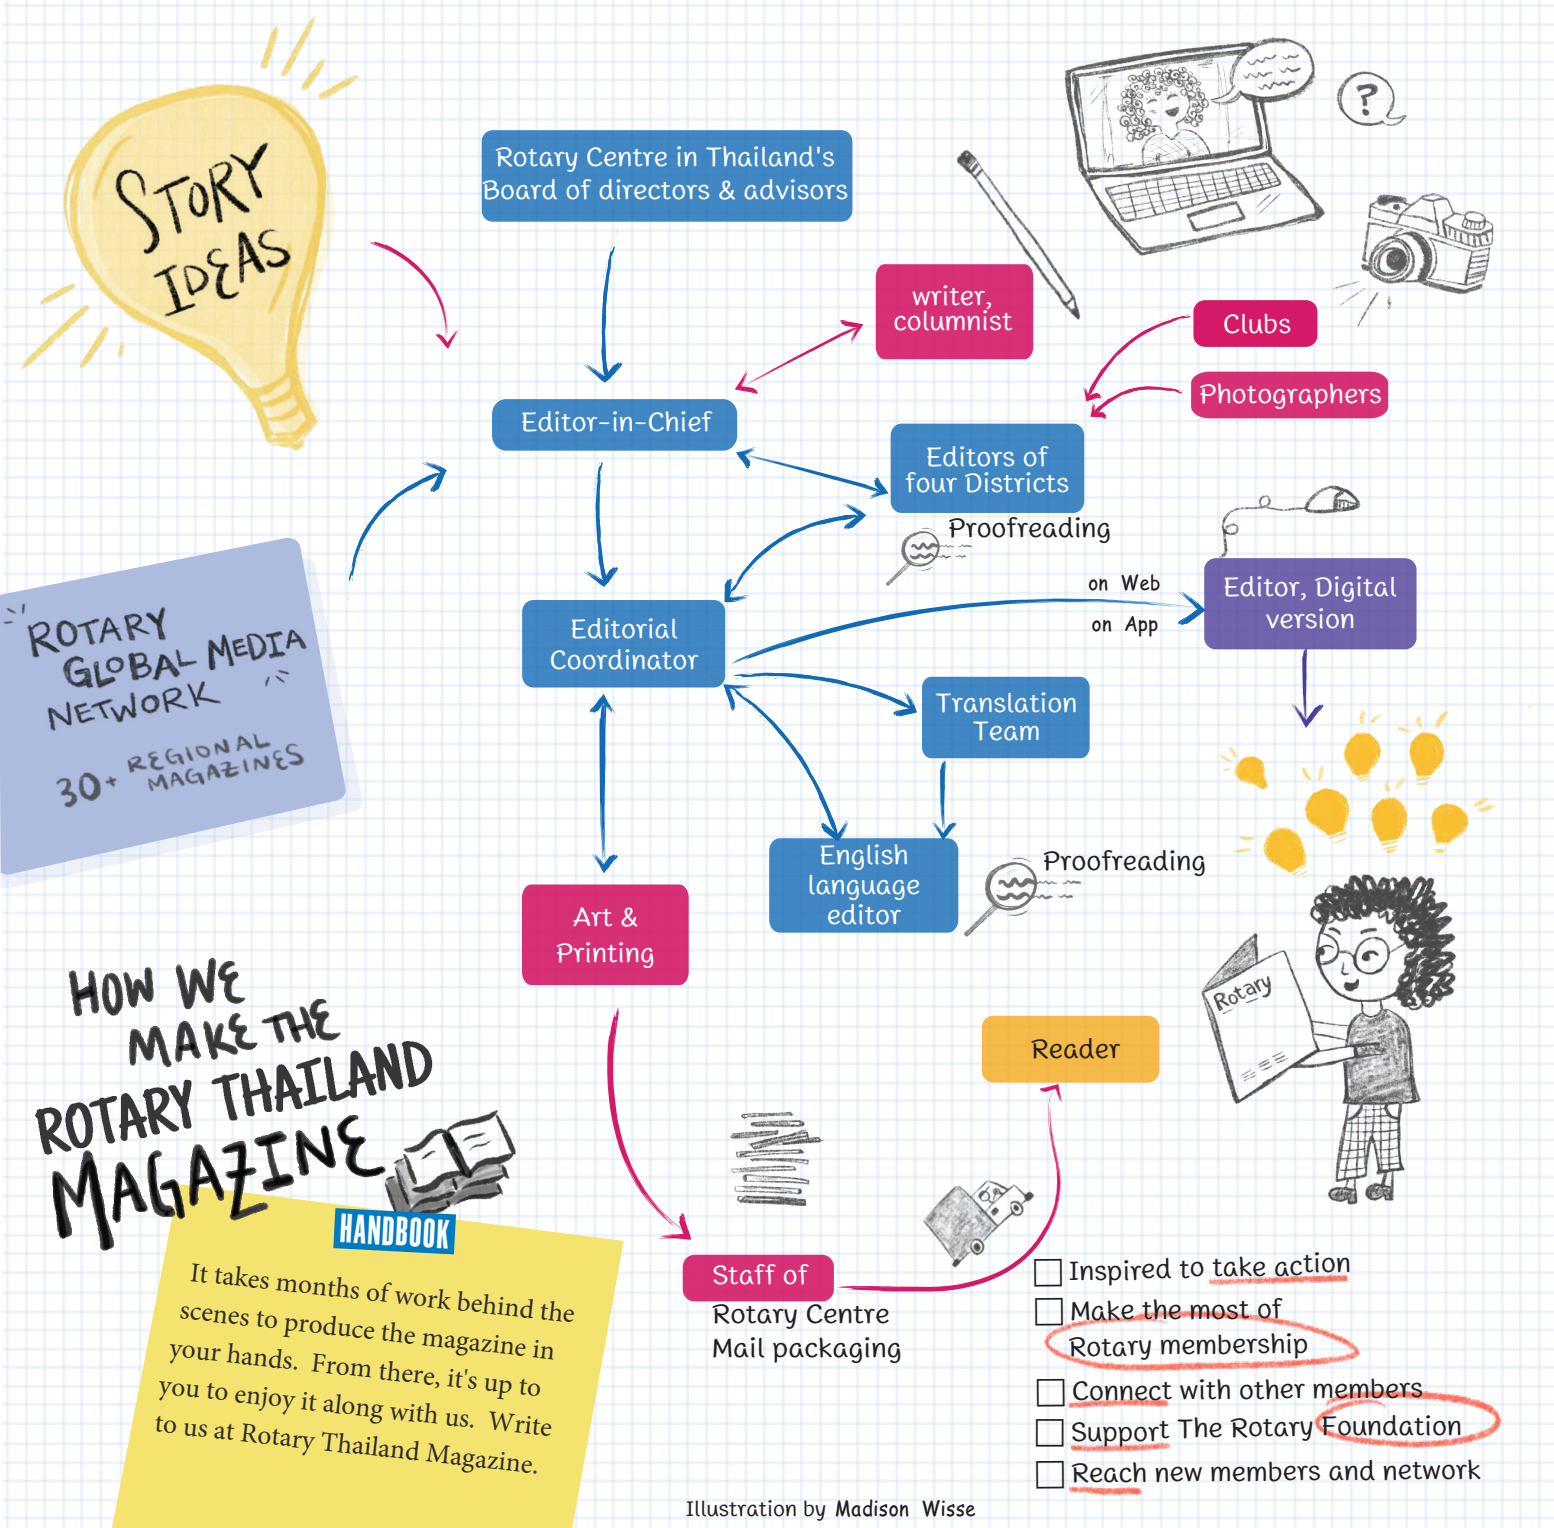 STORY
IDEAS
Rotary Centre in Thailand's
Board of directors & advisors
?
writer,
columnist
Clubs
Photographers
Editor-in-Chief
Editors of
four Districts
Proofreading
ROTARY
GLOBAL MEDIA
NETWORK
30+ REGIONAL
MAGAZINES
Editorial
Coordinator
on Web
on App
Editor, Digital
version
Translation
Team
English
language
editor
Proofreading
Art &
Printing
HOW WE
MAKE THE
ROTARY THAILAND
MAGAZINE
HANDBOOK
It takes months of work behind the
scenes to produce the magazine in
your hands. From there, it's up to
you to enjoy it along with us. Write
to us at Rotary Thailand Magazine.
Reader
Rotary
Staff of
Rotary Centre
Mail packaging
Inspired to take action
Make the most of
Rotary membership
Connect with other members
Support The Rotary Foundation
Reach new members and network
Illustration by Madison Wisse